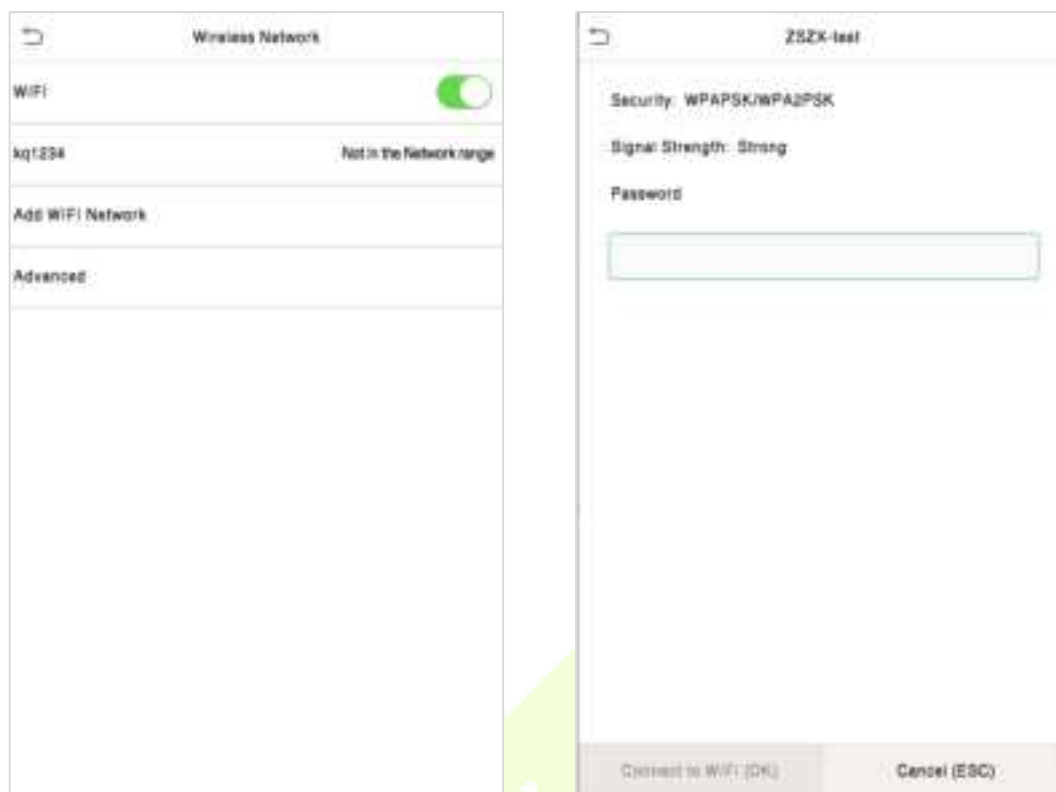 Wireless Network
WiFi
kq1234 Not in the Network range
Add WiFi Network
Advanced
ZSZX-test
Security: WPAPSK/WPA2PSK
Signal Strength: Strong
Password
Connect to WiFi (OK) Cancel (ESC)